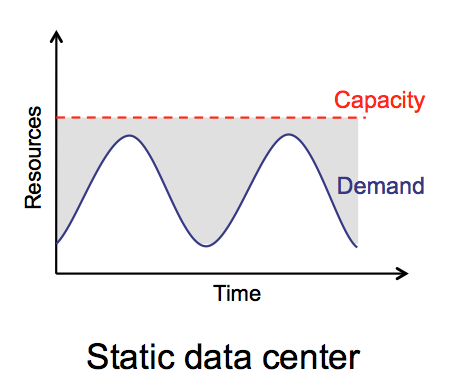 Capacity
Resources
Demand
Time
Static data center